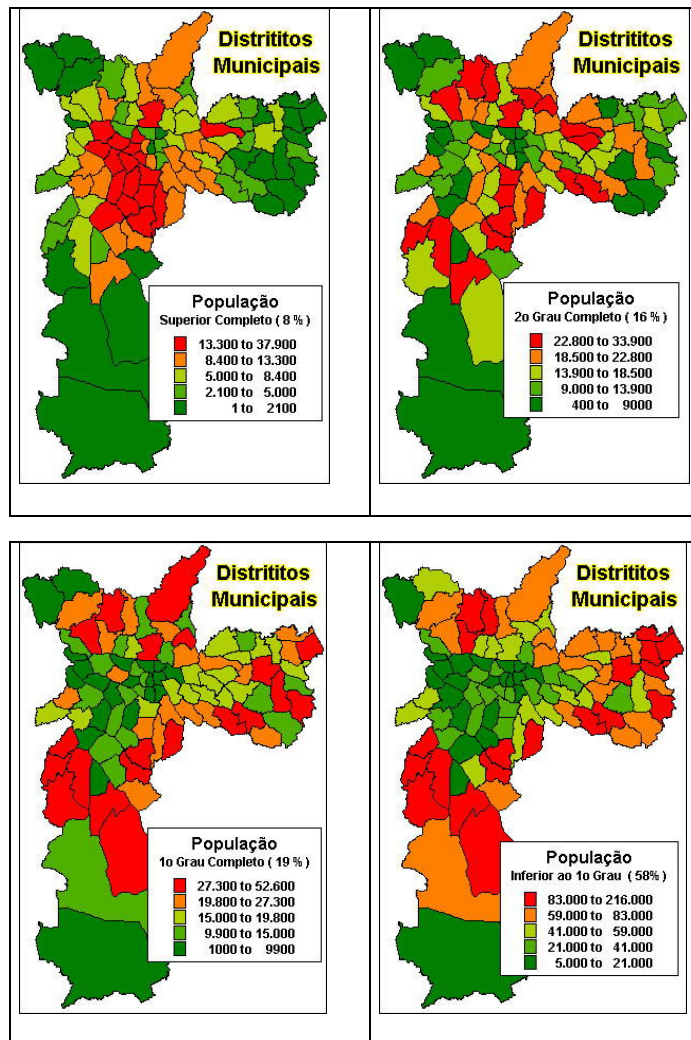 Distrititos
Municipais
População
Superior Completo ( 8 % )
13.300 to 37.900
8.400 to 13.300
5.000 to 8.400
2.100 to 5.000
1 to 2100
Distrititos
Municipais
População
2o Grau Completo ( 16 % )
22.800 to 33.900
18.500 to 22.800
13.900 to 18.500
9.000 to 13.900
400 to 9000
Distrititos
Municipais
População
1o Grau Completo ( 19 % )
27.300 to 52.600
19.800 to 27.300
15.000 to 19.800
9.900 to 15.000
1000 to 9900
Distrititos
Municipais
População
Inferior ao 1o Grau ( 58% )
83.000 to 216.000
59.000 to 83.000
41.000 to 59.000
21.000 to 41.000
5.000 to 21.000